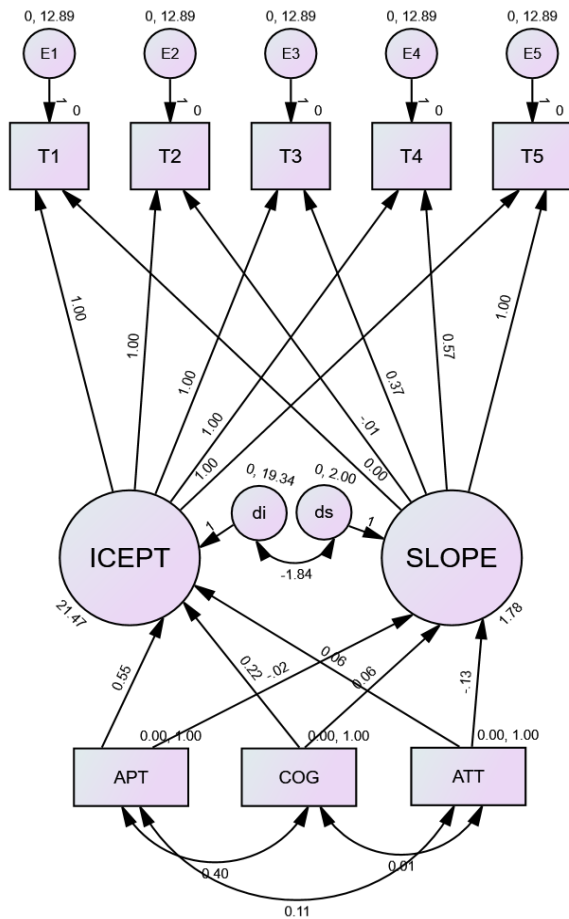 0, 12.89 0, 12.89 0, 12.89 0, 12.89 0, 12.89
E1 E2 E3 E4 E5
1 0 1 0 1 0 1 0 1 0
T1 T2 T3 T4 T5
1.00 1.00 1.00 1.00 1.00 0.00 -.01 0.37 0.57 1.00
0, 19.34 0, 2.00
di ds
1 1
-1.84
ICEPT SLOPE
21.47 1.78
0.55 -.02 0.22 0.06 0.06 -.13
0.00, 1.00 0.00, 1.00 0.00, 1.00
APT COG ATT
0.40 0.01
0.11